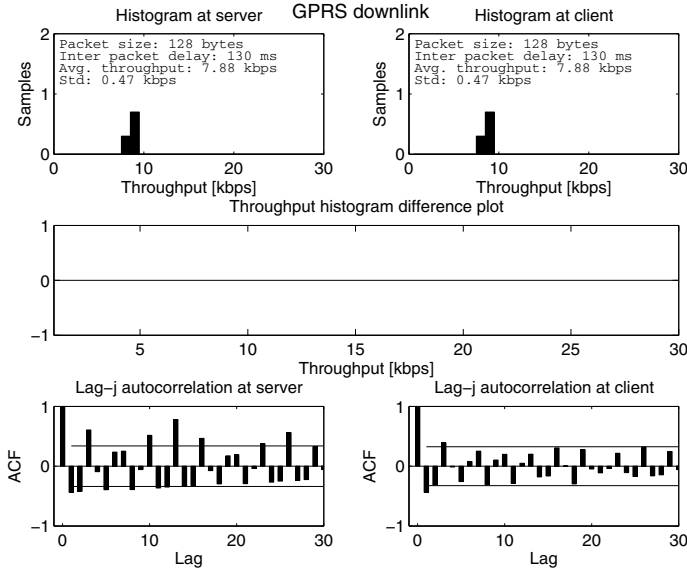 GPRS downlink
Histogram at server
Packet size: 128 bytes
Inter packet delay: 130 ms
Avg. throughput: 7.88 kbps
Std: 0.47 kbps
Samples
2
1
0
0 10 20 30
Throughput [kbps]
Histogram at client
Packet size: 128 bytes
Inter packet delay: 130 ms
Avg. throughput: 7.88 kbps
Std: 0.47 kbps
Samples
2
1
0
0 10 20 30
Throughput [kbps]
Throughput histogram difference plot
1
0
−1
5 10 15 20 25 30
Throughput [kbps]
Lag−j autocorrelation at server
ACF
1
0
−1
0 10 20 30
Lag
Lag−j autocorrelation at client
ACF
1
0
−1
0 10 20 30
Lag